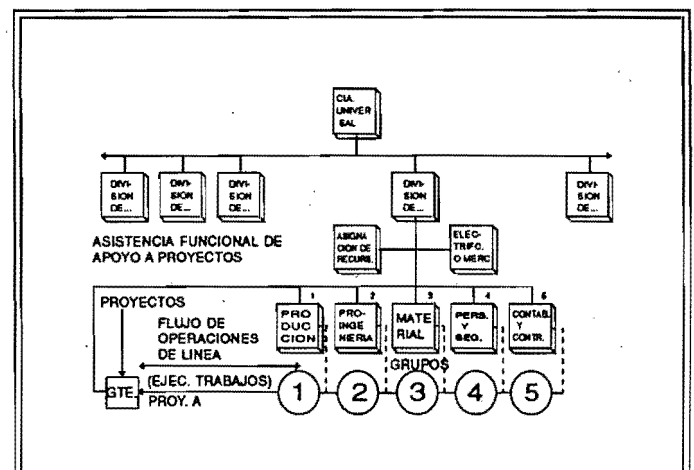 CIA.
UNIVER
SAL
DIVI-
SION
DE...
DIVI-
SION
DE...
DIVI-
SION
DE...
DIVI-
SION
DE...
DIVI-
SION
DE...
ASISTENCIA FUNCIONAL DE
APOYO A PROYECTOS
ASIGNA
CION DE
RECURS.
ELEC-
TRIFC.
O MERC
PROYECTOS
FLUJO DE
OPERACIONES
DE LINEA
1
PRO
DUC
CION
2
PRO-
INGE
NIERIA
3
MATE
RIAL
4
PERS.
Y
SEG.
5
CONTAB.
Y
CONTR.
GRUPOS
GTE.
(EJEC. TRABAJOS)
PROY. A
1
2
3
4
5